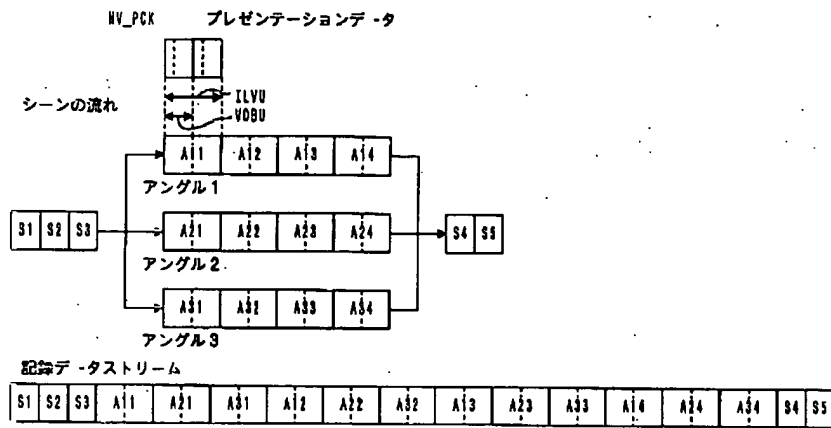 NV_PCK プレゼンテーションデ-タ
ILVU
シーンの流れ
VOBU
A11 A12 A13 A14
アングル1
S1 S2 S3 A21 A22 A23 A24 S4 S5
アングル2
A31 A32 A33 A34
アングル3
記録デ-タストリーム
S1 S2 S3 A11 A21 A31 A12 A22 A32 A13 A23 A33 A14 A24 A34 S4 S5